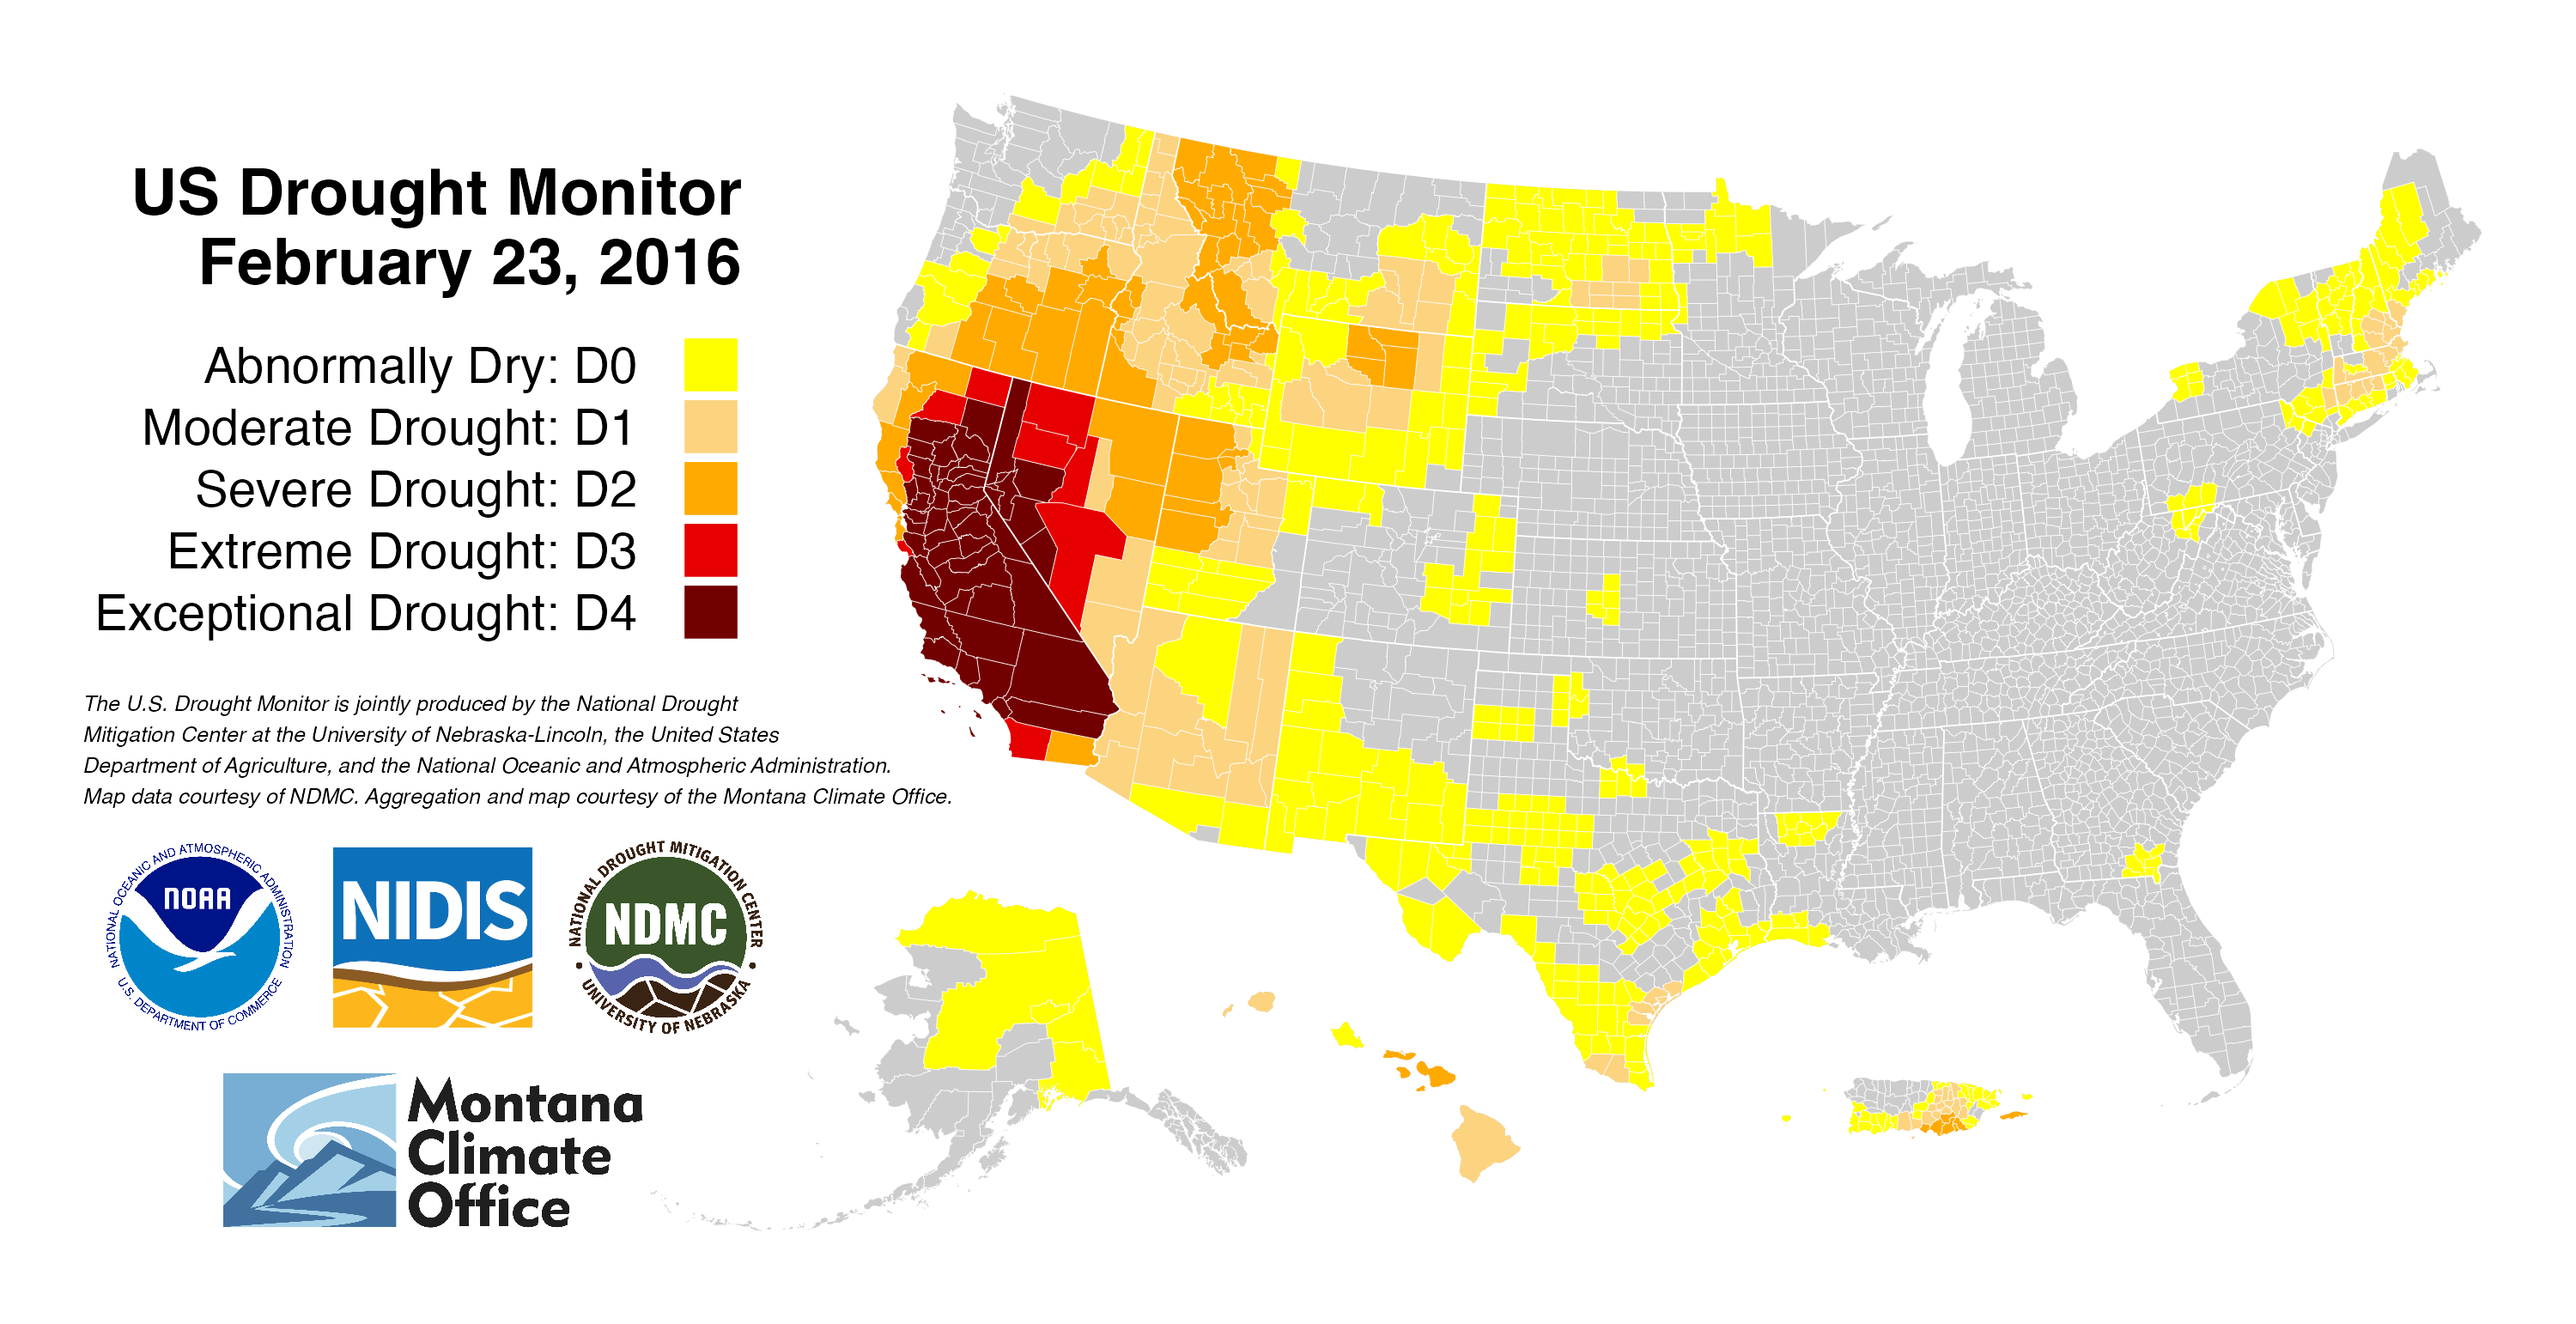 US Drought Monitor
February 23, 2016
Abnormally Dry: D0
Moderate Drought: D1
Severe Drought: D2
Extreme Drought: D3
Exceptional Drought: D4
The U.S. Drought Monitor is jointly produced by the National Drought
Mitigation Center at the University of Nebraska-Lincoln, the United States
Department of Agriculture, and the National Oceanic and Atmospheric Administration.
Map data courtesy of NDMC. Aggregation and map courtesy of the Montana Climate Office.
NATIONAL OCEANIC AND ATMOSPHERIC ADMINISTRATION
NOAA
U.S. DEPARTMENT OF COMMERCE
NIDIS
NATIONAL DROUGHT MITIGATION CENTER
NDMC
UNIVERSITY OF NEBRASKA
Montana
Climate
Office